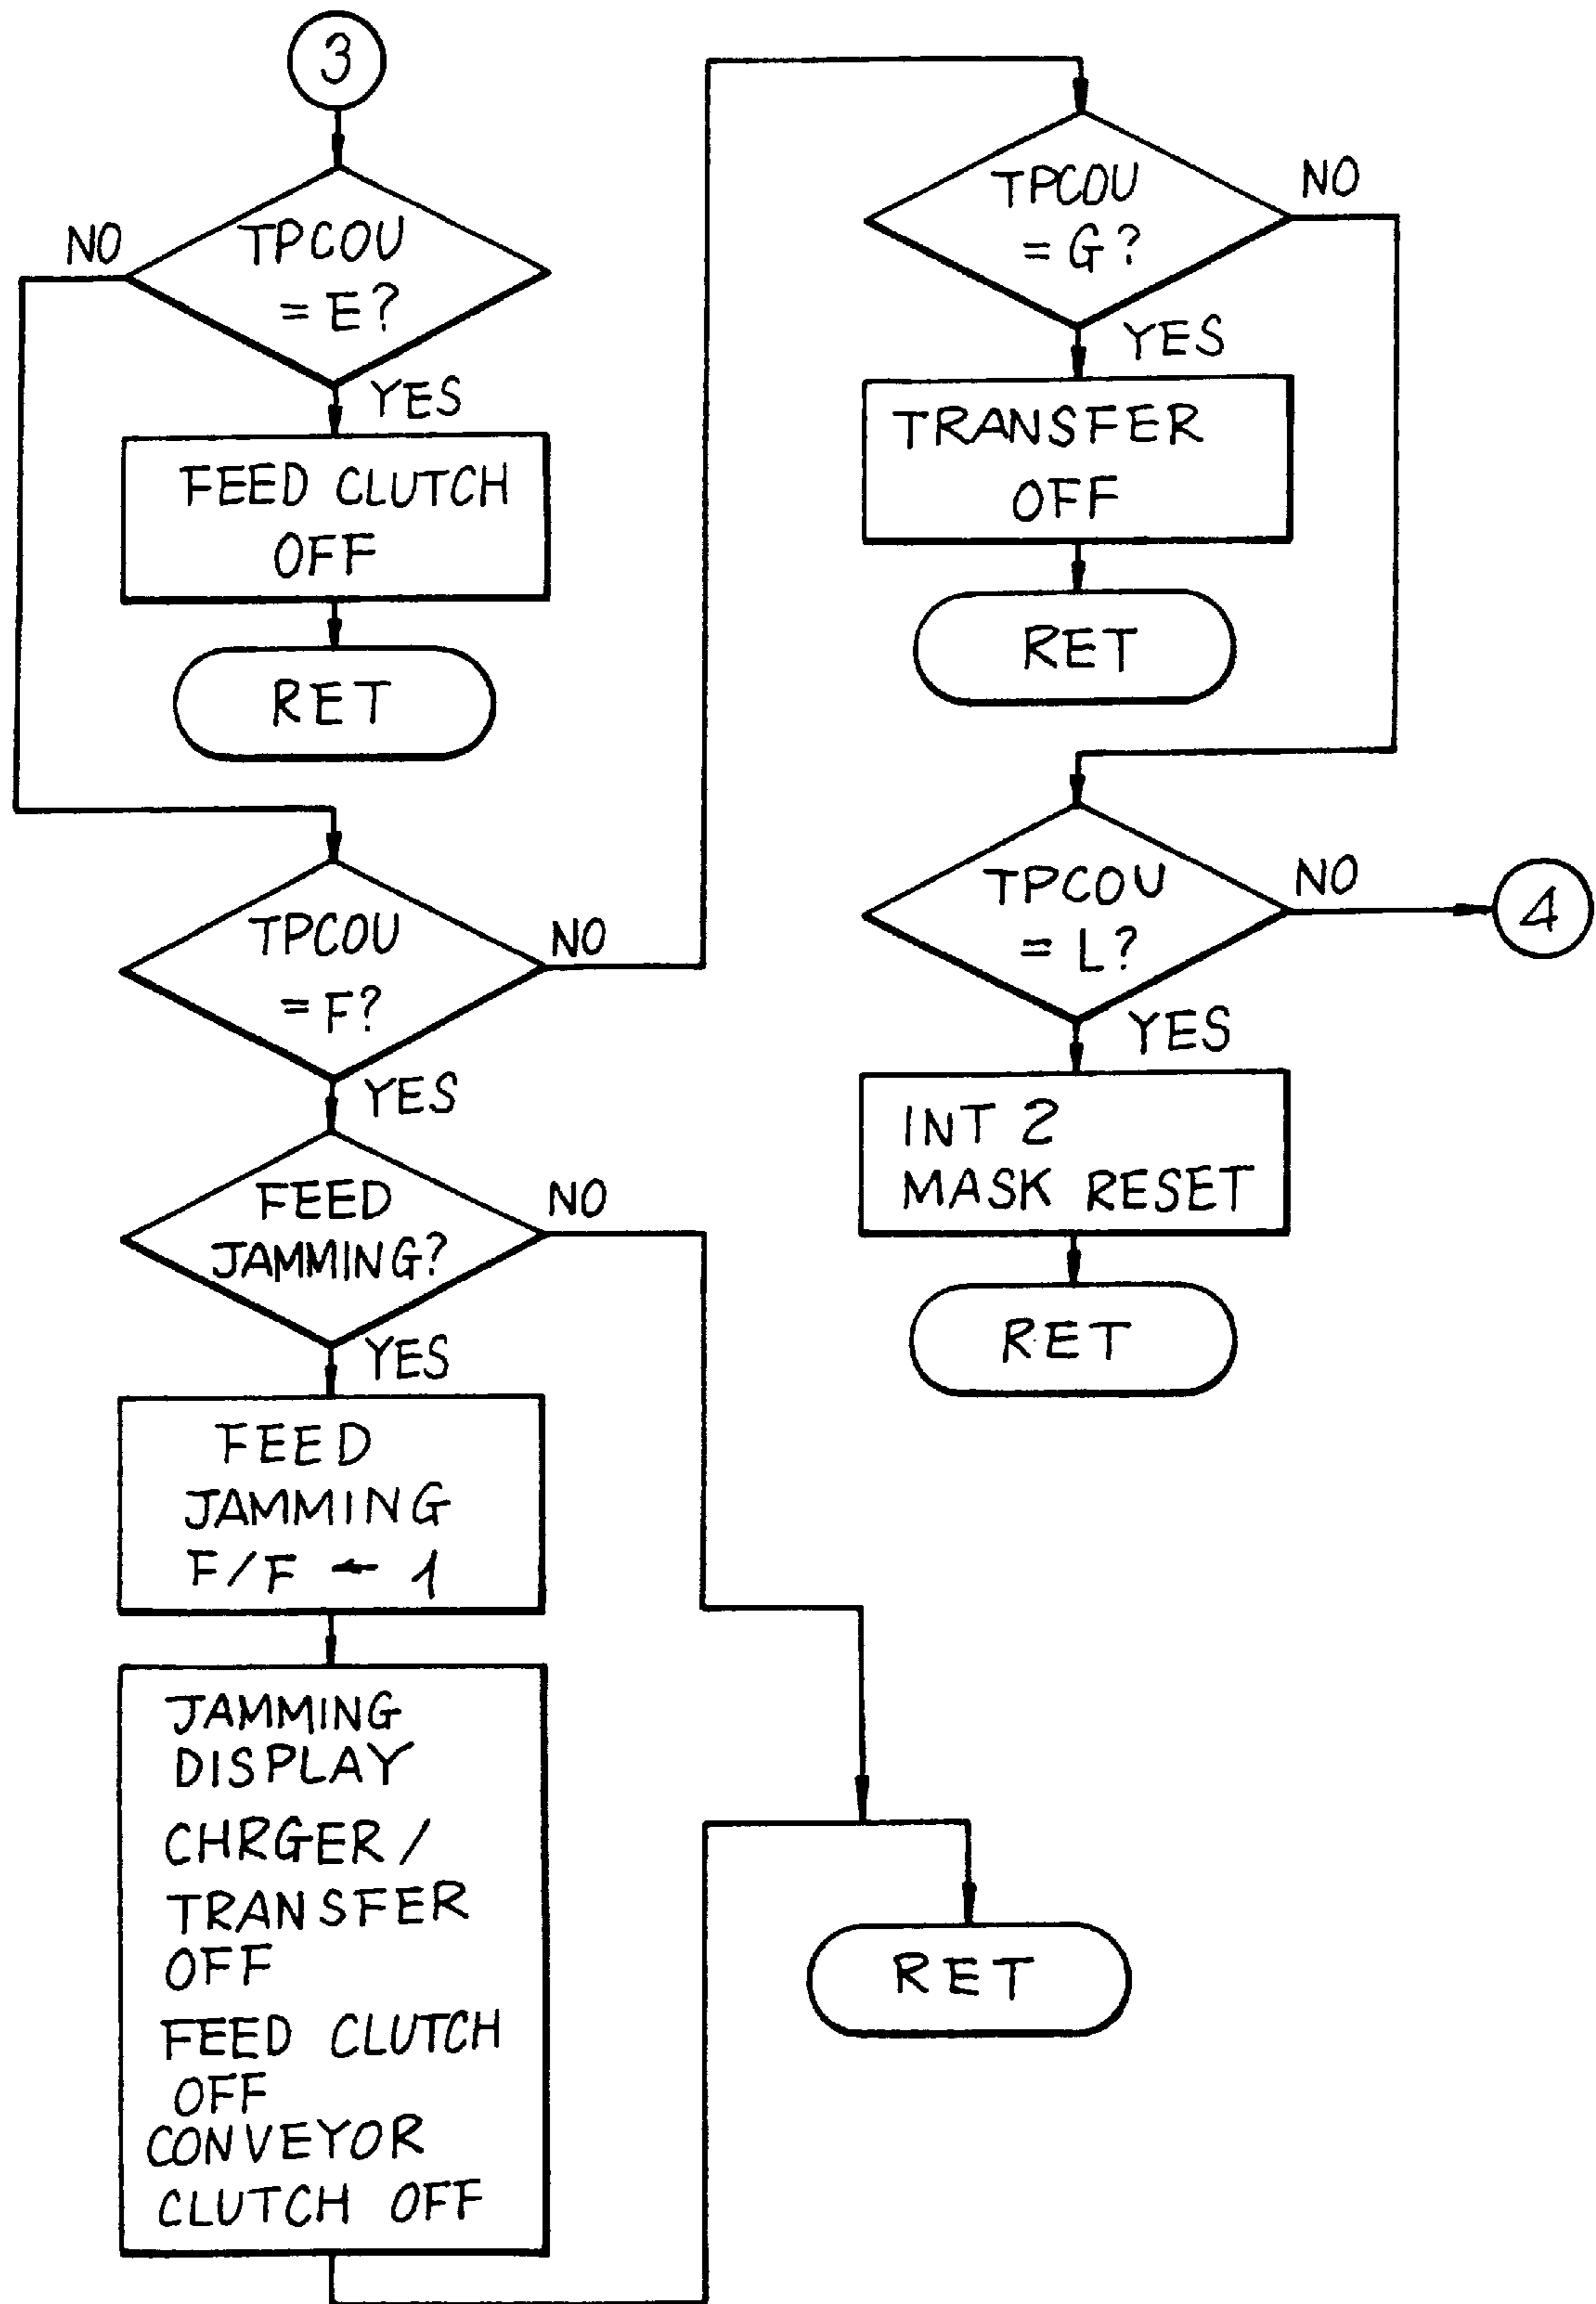 3
TPCOU
= E?
NO
YES
FEED CLUTCH
OFF
RET
TPCOU
= F?
NO
YES
FEED
JAMMING?
NO
YES
FEED
JAMMING
F/F ← 1
JAMMING
DISPLAY
CHRGER /
TRANSFER
OFF
FEED CLUTCH
OFF
CONVEYOR
CLUTCH OFF
RET
TPCOU
= G?
NO
YES
TRANSFER
OFF
RET
TPCOU
= L?
NO
4
YES
INT 2
MASK RESET
RET